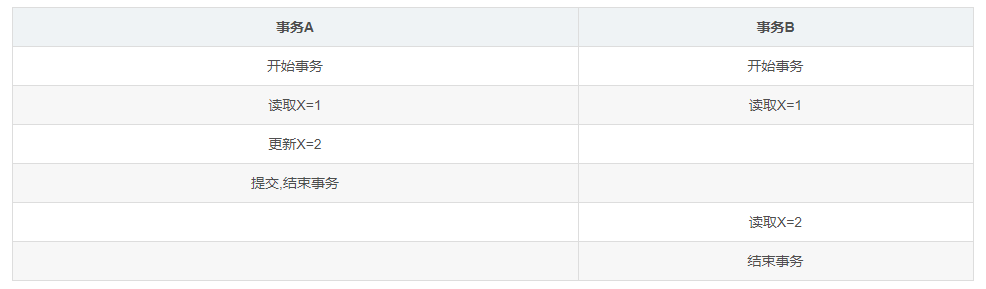 事务A 事务B
开始事务 开始事务
读取X=1 读取X=1
更新X=2
提交,结束事务
读取X=2
结束事务